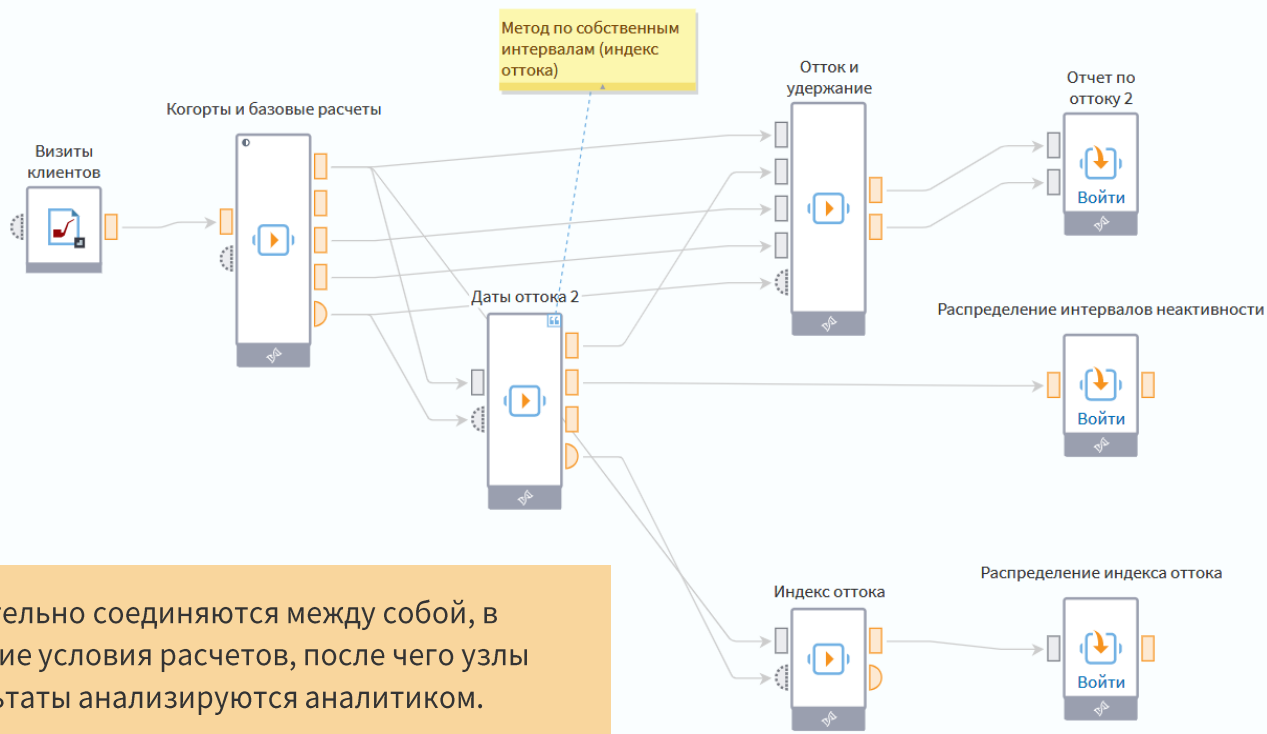 Метод по собственным
интервалам (индекс
оттока)
Отток и
удержание
Отчет по
оттоку 2
Когорты и базовые расчеты
Визиты
клиентов
Войти
Даты оттока 2
Распределение интервалов неактивности
Войти
Индекс оттока
Распределение индекса оттока
Войти
тельно соединяются между собой, в
ие условия расчетов, после чего узлы
ьтаты анализируются аналитиком.